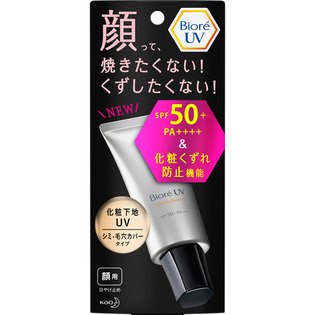 顔って、
焼きたくない!
くずしたくない!
Bioré
UV
NEW
SPF50+
PA++++
&
化粧くずれ
防止機能
Bioré UV
SPF50+ PA++++
化粧下地
UV
シミ・毛穴カバー
タイプ
顔用
日やけ止め
Kao